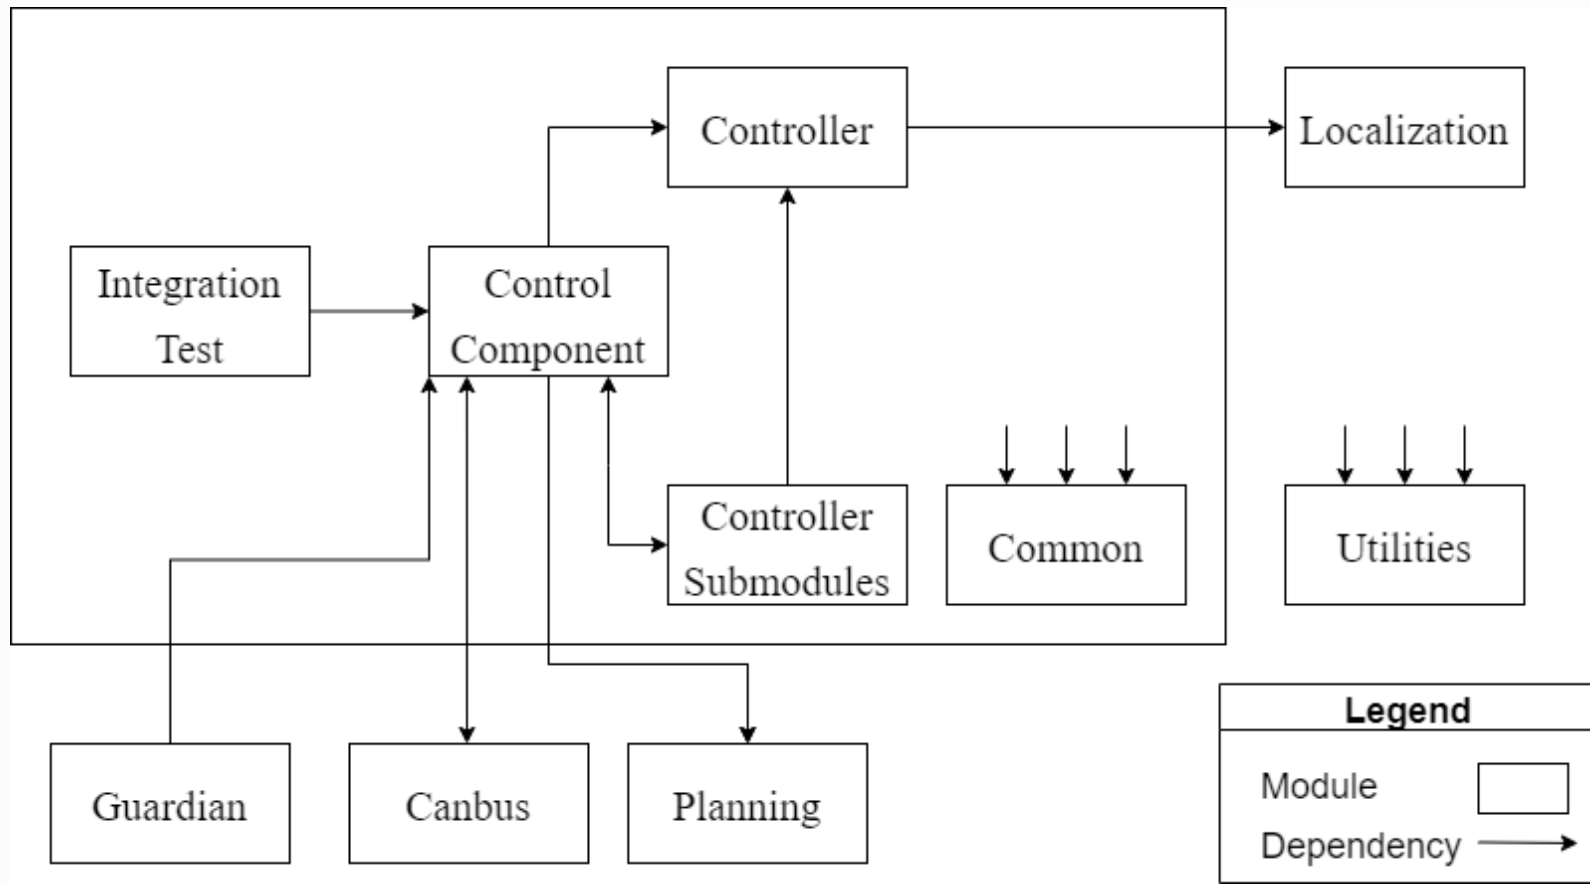 Controller
Localization
Integration
Test
Control
Component
Controller
Submodules
Common
Utilities
Guardian
Canbus
Planning
Legend
Module
Dependency